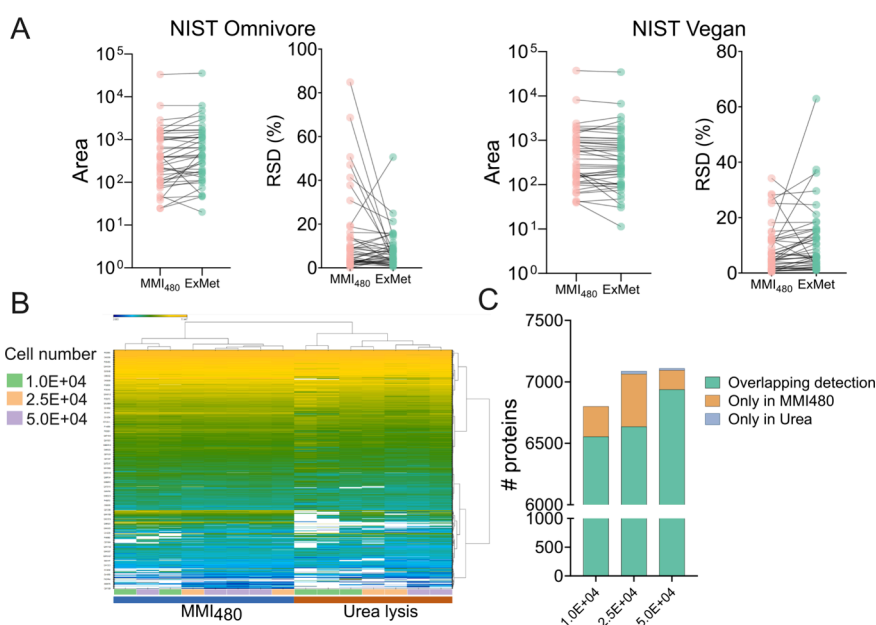 A
NIST Omnivore
NIST Vegan
Area
10⁵
10⁴
10³
10²
10¹
10⁰
MMI₄₈₀ ExMet
RSD (%)
100
80
60
40
20
0
MMI₄₈₀ ExMet
Area
10⁵
10⁴
10³
10²
10¹
10⁰
MMI₄₈₀ ExMet
RSD (%)
80
60
40
20
0
MMI₄₈₀ ExMet
B
Cell number
1.0E+04
2.5E+04
5.0E+04
MMI₄₈₀
Urea lysis
C
# proteins
7500
7000
6500
6000
1000
500
0
1.0E+04
2.5E+04
5.0E+04
Overlapping detection
Only in MMI480
Only in Urea